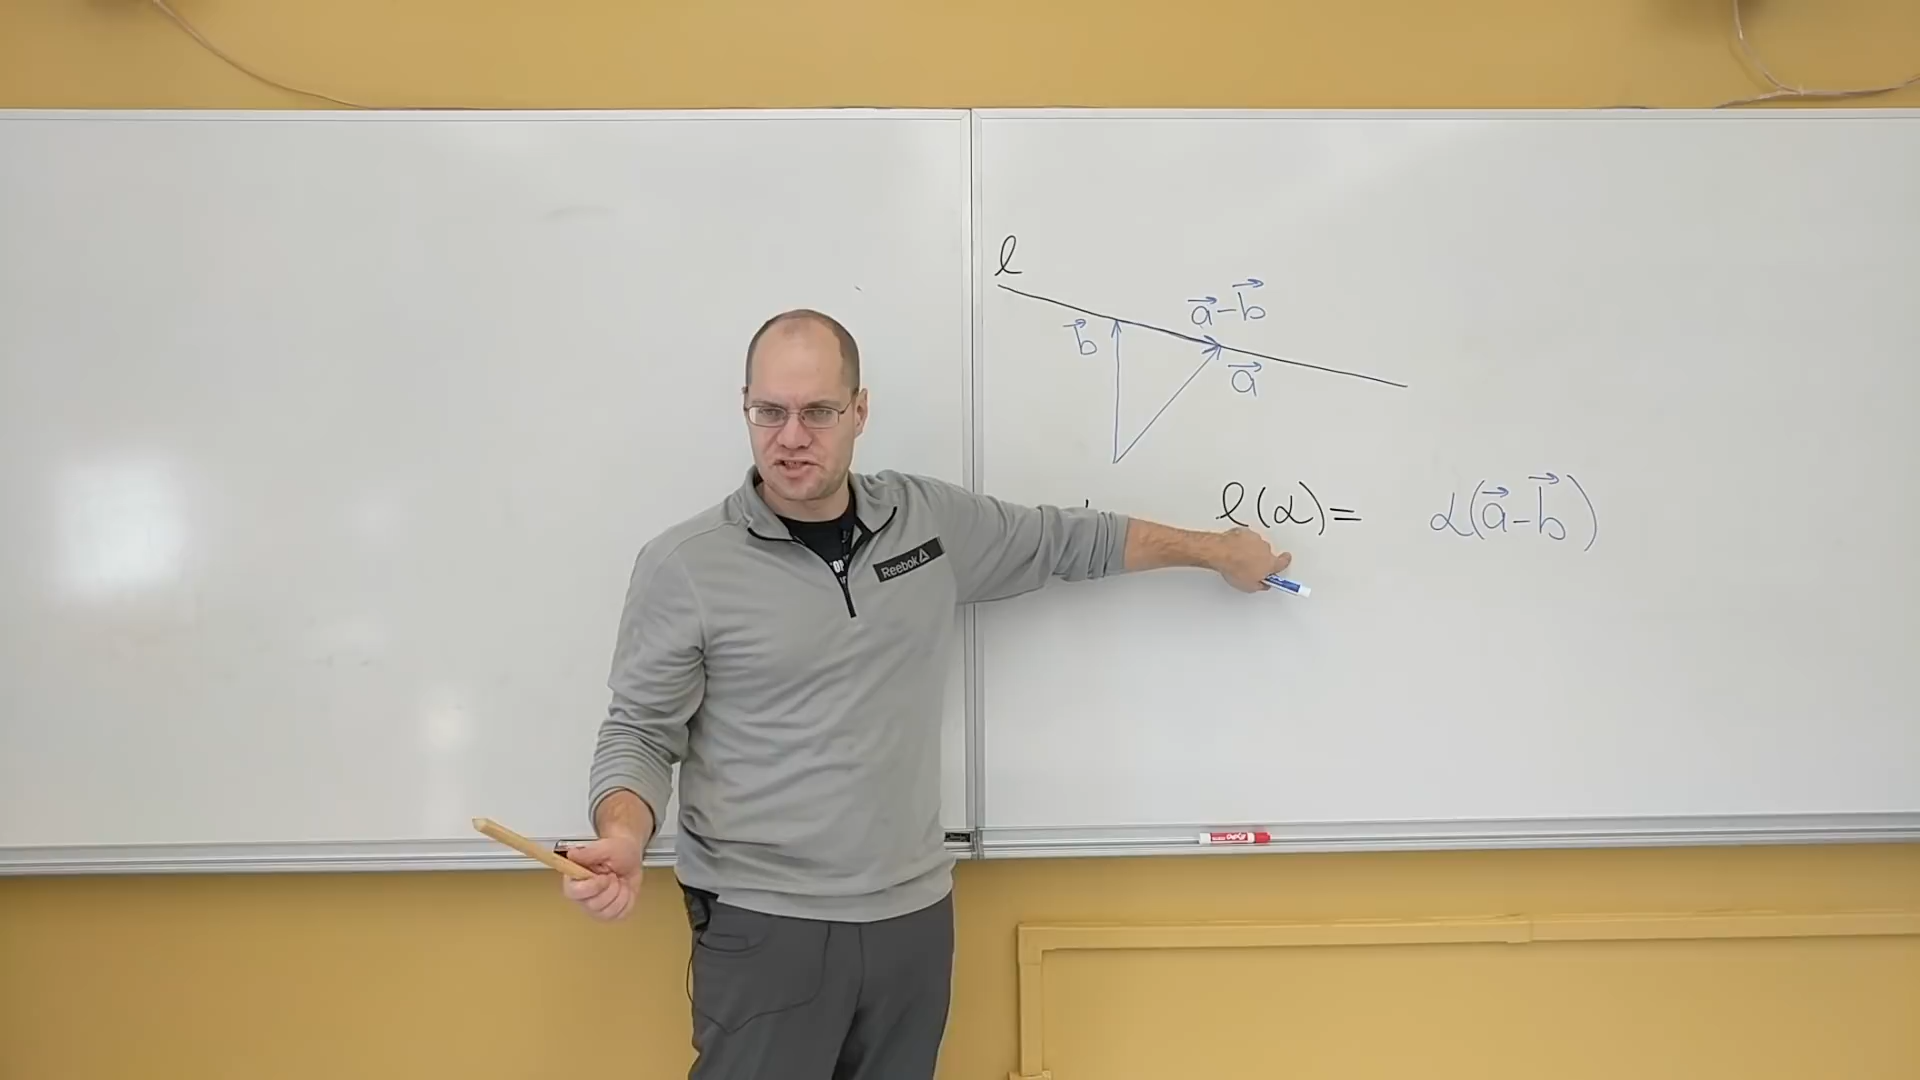 ℓ
a⃗-b⃗
b⃗
a⃗
ℓ(α)= α(a⃗-b⃗)
Reebok